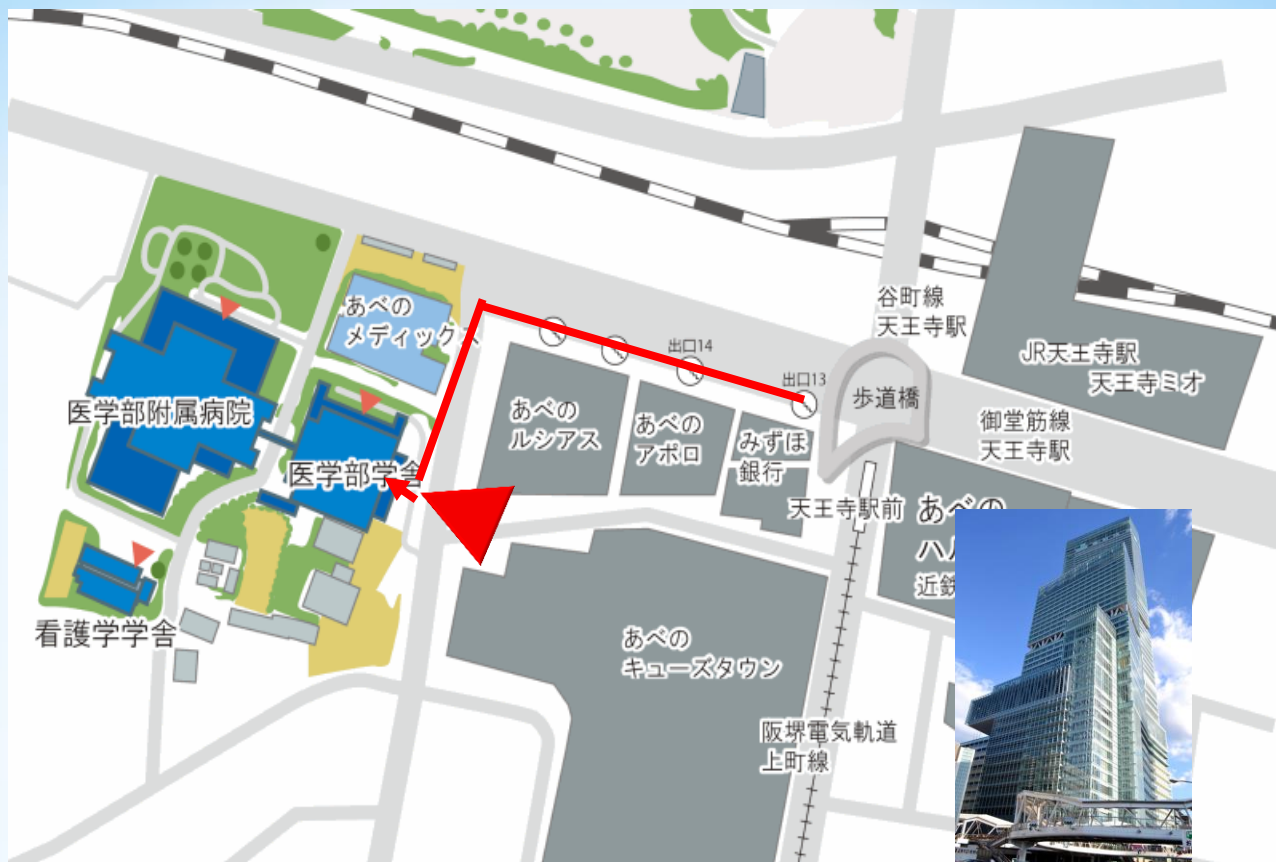 谷町線
天王寺駅
JR天王寺駅
天王寺ミオ
あべの
メディックス
出口14
出口13
歩道橋
御堂筋線
天王寺駅
医学部附属病院
あべの
ルシアス
あべの
アポロ
みずほ
銀行
医学部学舎
天王寺駅前
あべの
ハル
近鉄
看護学学舎
あべの
キューズタウン
阪堺電気軌道
上町線